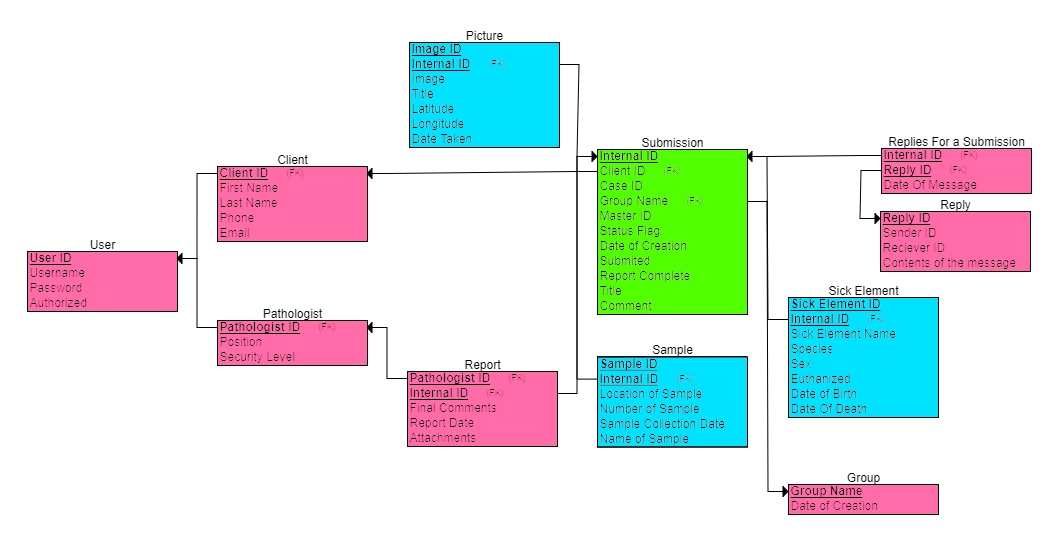 Picture
Image ID
Internal ID (FK)
Image
Title
Latitude
Longitude
Date Taken
Client
Client ID (FK)
First Name
Last Name
Phone
Email
User
User ID
Username
Password
Authorized
Pathologist
Pathologist ID (FK)
Position
Security Level
Report
Pathologist ID (FK)
Internal ID (FK)
Final Comments
Report Date
Attachments
Submission
Internal ID
Client ID (FK)
Case ID
Group Name (FK)
Master ID
Status Flag
Date of Creation
Submited
Report Complete
Title
Comment
Sample
Sample ID
Internal ID (FK)
Location of Sample
Number of Sample
Sample Collection Date
Name of Sample
Replies For a Submission
Internal ID (FK)
Reply ID (FK)
Date Of Message
Reply
Reply ID
Sender ID
Reciever ID
Contents of the message
Sick Element
Sick Element ID
Internal ID (FK)
Sick Element Name
Species
Sex
Euthanized
Date of Birth
Date Of Death
Group
Group Name
Date of Creation